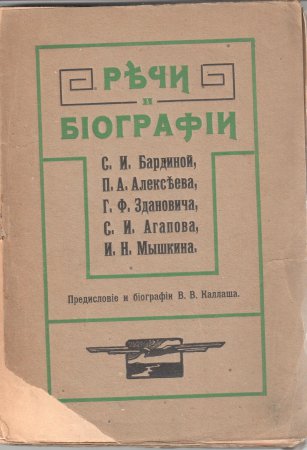 РѢЧИ
и
БІОГРАФІИ
С. И. Бардиной,
П. А. Алексѣева,
Г. Ф. Здановича,
С. И. Агапова,
И. Н. Мышкина.
Предисловіе и біографіи В. В. Каллаша.